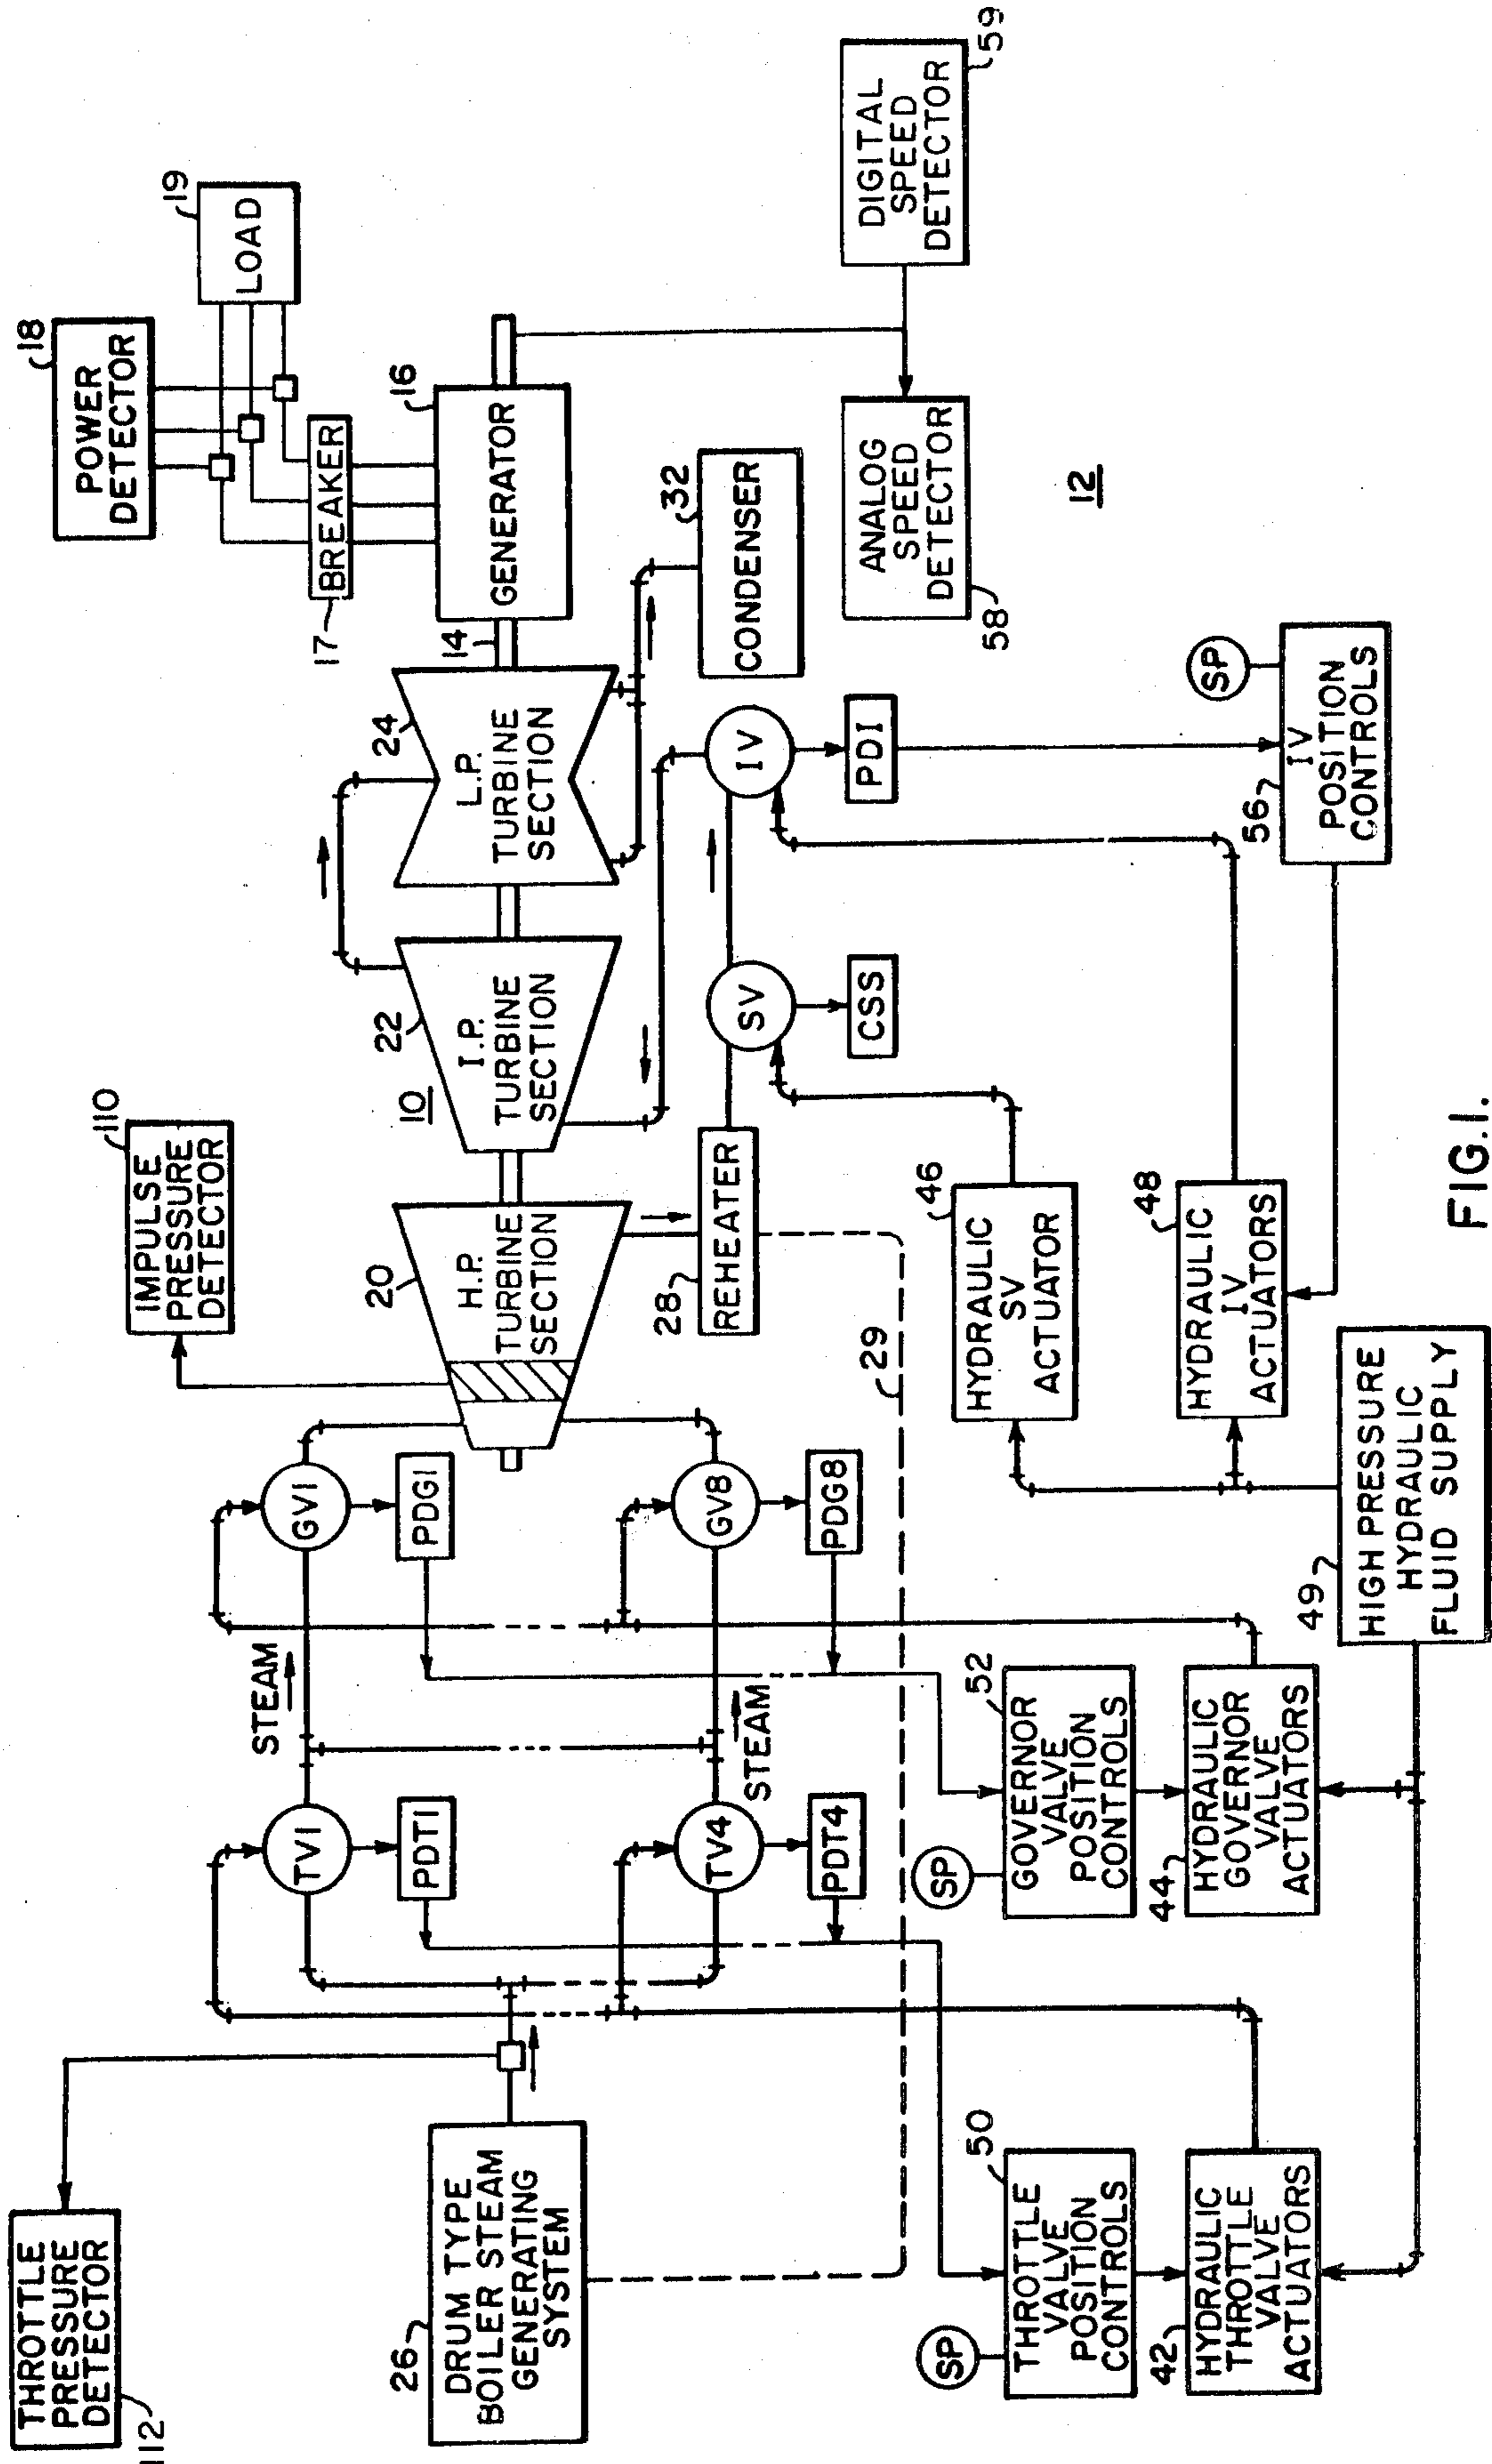 THROTTLE
PRESSURE
DETECTOR
112
IMPULSE
PRESSURE
DETECTOR
110
POWER
DETECTOR
18
LOAD
19
BREAKER
17
STEAM
TV1
PDT1
GV1
PDG1
26
DRUM TYPE
BOILER STEAM
GENERATING
SYSTEM
20
H.P.
TURBINE
SECTION
10
22
I.P.
TURBINE
SECTION
24
L.P.
TURBINE
SECTION
14
GENERATOR
16
STEAM
TV4
PDT4
GV8
PDG8
28
REHEATER
SV
CSS
IV
PDI
CONDENSER
32
29
ANALOG
SPEED
DETECTOR
58
DIGITAL
SPEED
DETECTOR
59
SP
THROTTLE
VALVE
POSITION
CONTROLS
50
SP
GOVERNOR
VALVE
POSITION
CONTROLS
52
HYDRAULIC
SV
ACTUATOR
46
12
42
HYDRAULIC
THROTTLE
VALVE
ACTUATORS
44
HYDRAULIC
GOVERNOR
VALVE
ACTUATORS
HYDRAULIC
IV
ACTUATORS
48
SP
56
IV
POSITION
CONTROLS
49
HIGH PRESSURE
HYDRAULIC
FLUID SUPPLY
FIG.1.